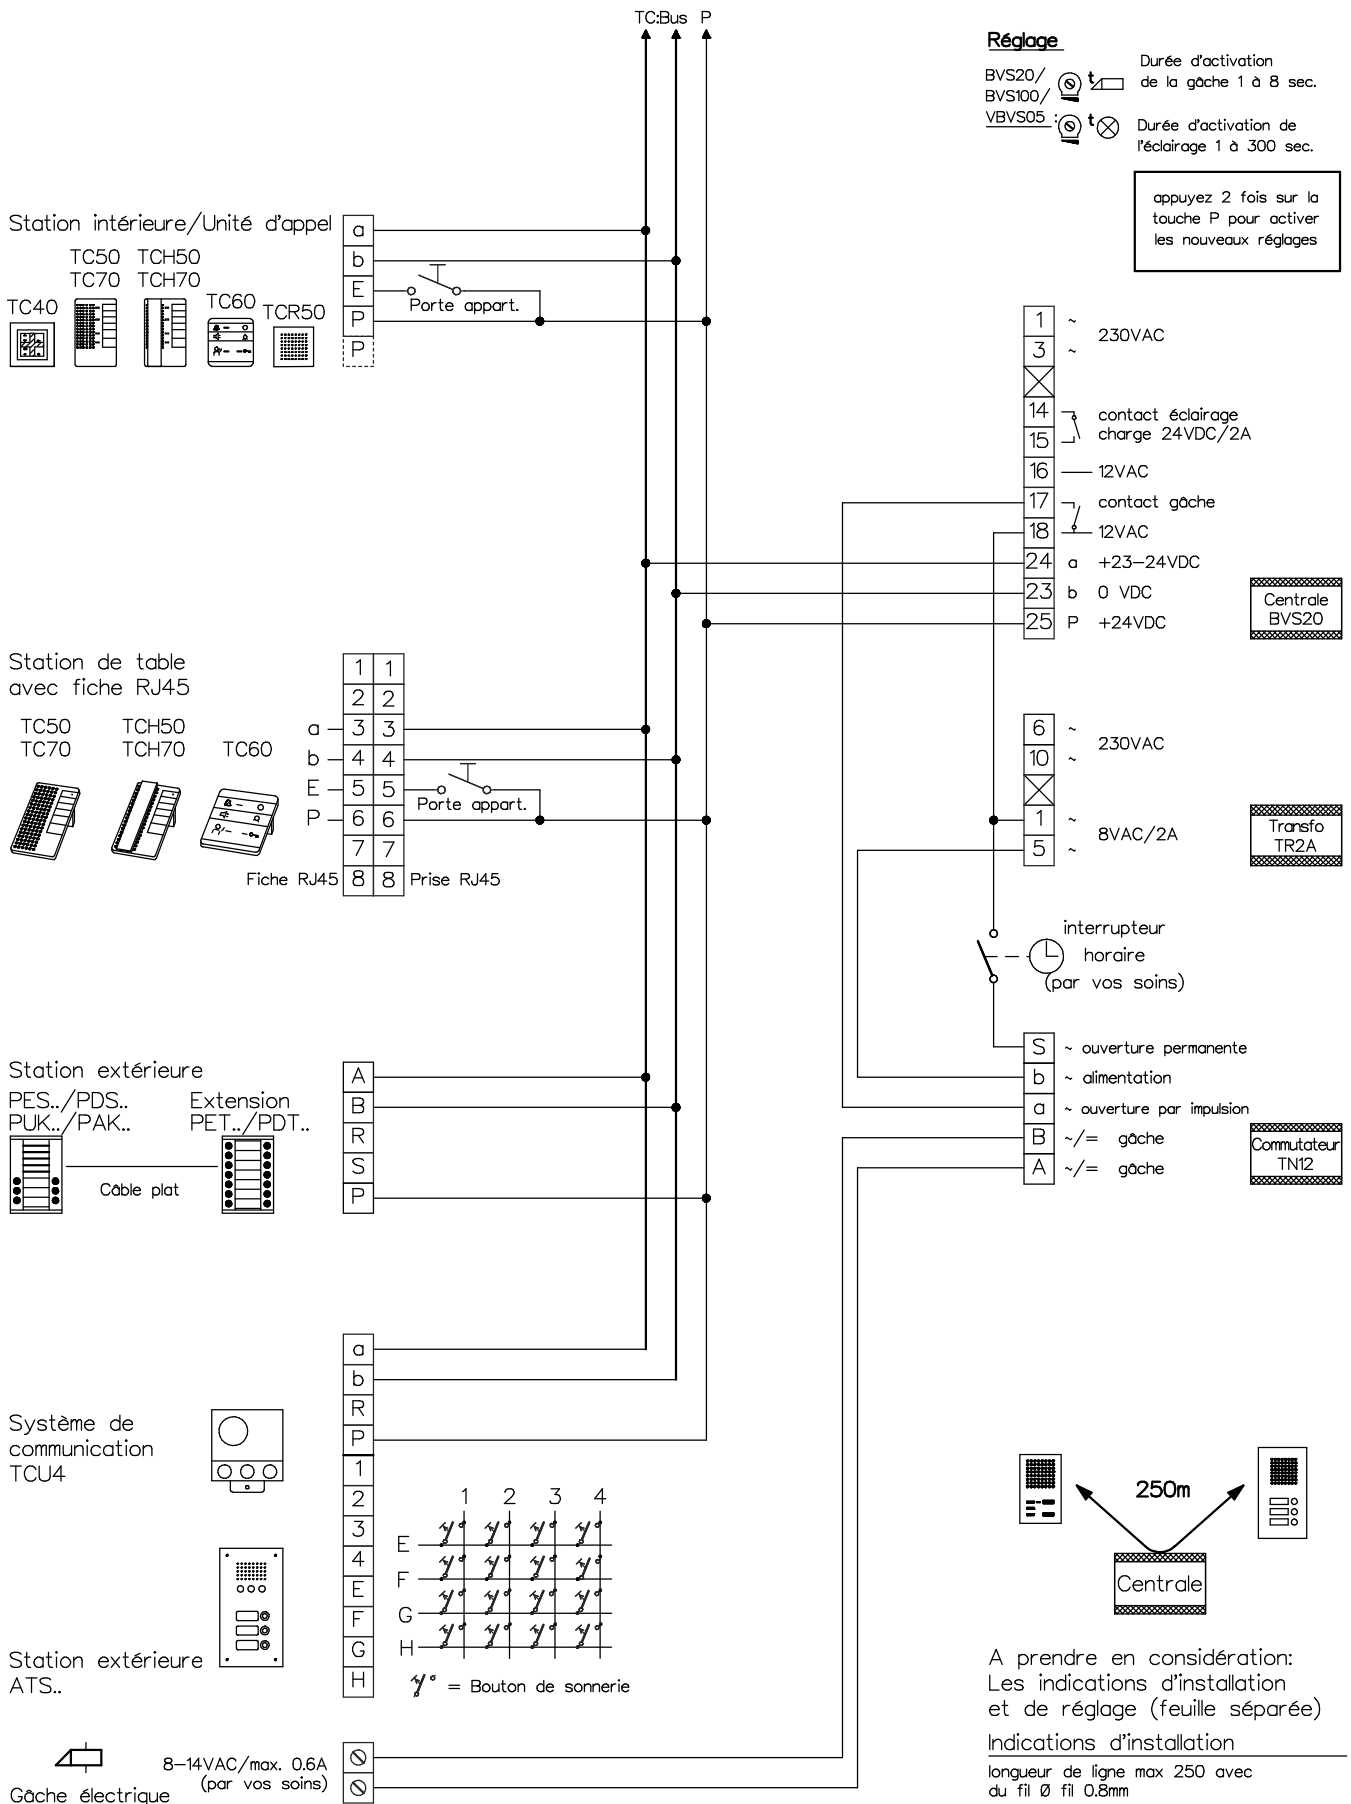 TC:Bus P
Réglage
BVS20/
BVS100/
VBVS05 :
t
Durée d'activation
de la gâche 1 à 8 sec.
t
Durée d'activation de
l'éclairage 1 à 300 sec.
appuyez 2 fois sur la
touche P pour activer
les nouveaux réglages
Station intérieure/Unité d'appel
TC50 TCH50
TC70 TCH70
TC40
TC60
TCR50
a
b
E
P
P
Porte appart.
1 ~
3 ~
230VAC
14
15
contact éclairage
charge 24VDC/2A
16 12VAC
17 contact gâche
18 12VAC
24 a +23-24VDC
23 b 0 VDC
25 P +24VDC
Centrale
BVS20
Station de table
avec fiche RJ45
TC50 TCH50
TC70 TCH70 TC60
1 1
2 2
a 3 3
b 4 4
E 5 5
P 6 6
7 7
Fiche RJ45 8 8 Prise RJ45
Porte appart.
6 ~
10 ~
230VAC
1 ~
5 ~
8VAC/2A
Transfo
TR2A
interrupteur
horaire
(par vos soins)
S ~ ouverture permanente
b ~ alimentation
a ~ ouverture par impulsion
B ~/= gâche
A ~/= gâche
Commutateur
TN12
Station extérieure
PES../PDS.. Extension
PUK../PAK.. PET../PDT..
Câble plat
A
B
R
S
P
Système de
communication
TCU4
a
b
R
P
1
2
3
4
E
F
G
H
1 2 3 4
E
F
G
H
= Bouton de sonnerie
Station extérieure
ATS..
8-14VAC/max. 0.6A
(par vos soins)
Gâche électrique
250m
Centrale
A prendre en considération:
Les indications d'installation
et de réglage (feuille séparée)
Indications d'installation
longueur de ligne max 250 avec
du fil Ø fil 0.8mm